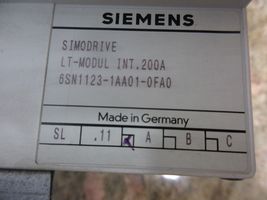 SIEMENS
SIMODRIVE
LT-MODUL INT.200A
6SN1123-1AA01-0FA0
Made in Germany
SL .11 A B C